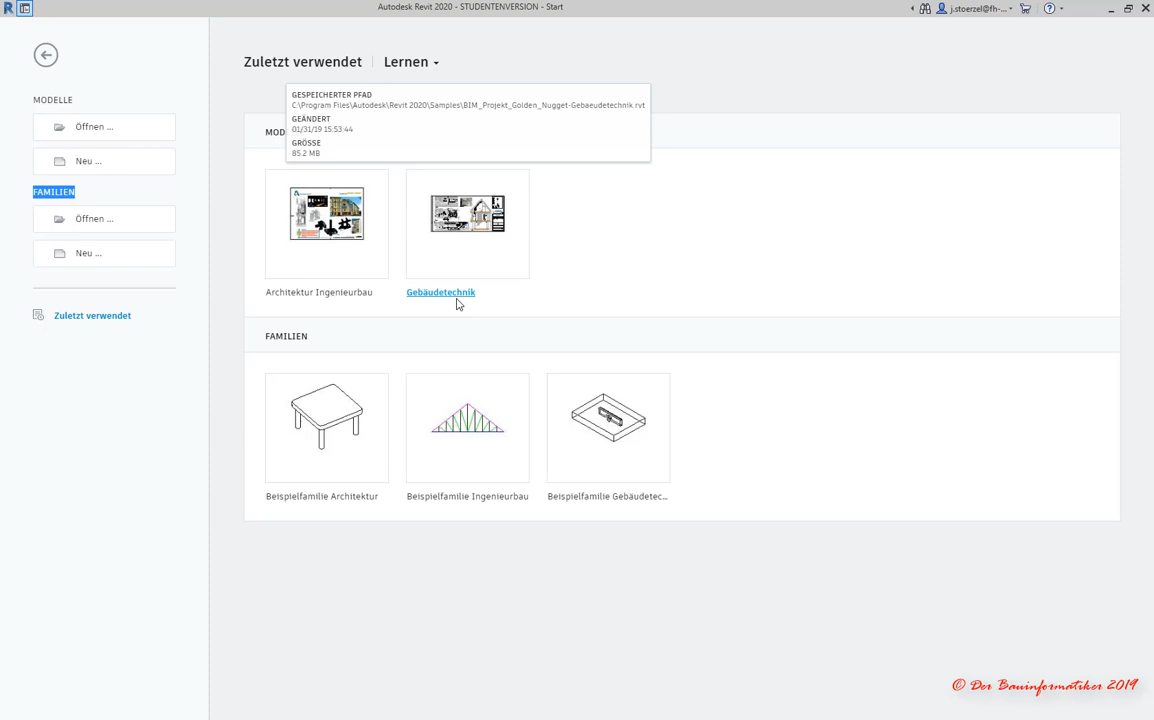 Autodesk Revit 2020 - STUDENTENVERSION - Start
j.stoerzel@fh-...
Zuletzt verwendet
Lernen
MODELLE
Öffnen ...
Neu ...
FAMILIEN
Öffnen ...
Neu ...
Zuletzt verwendet
GESPEICHERTER PFAD
C:\Program Files\Autodesk\Revit 2020\Samples\BIM_Projekt_Golden_Nugget-Gebaeudetechnik.rvt
GEÄNDERT
01/31/19 15:53:44
GRÖSSE
85.2 MB
MOD
Architektur Ingenieurbau
Gebäudetechnik
FAMILIEN
Beispielfamilie Architektur
Beispielfamilie Ingenieurbau
Beispielfamilie Gebäudetec...
© Der Bauinformatiker 2019